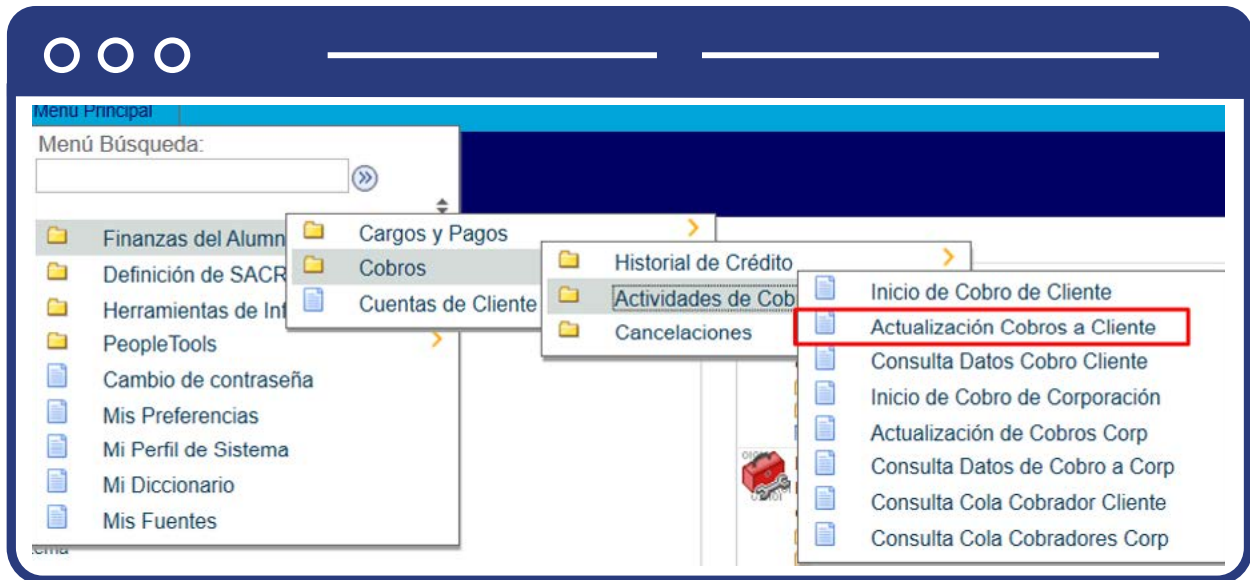 Menú Principal
Menú Búsqueda:
Finanzas del Alumn
Definición de SACR
Herramientas de Inf
PeopleTools
Cambio de contraseña
Mis Preferencias
Mi Perfil de Sistema
Mi Diccionario
Mis Fuentes
Cargos y Pagos
Cobros
Cuentas de Cliente
Historial de Crédito
Actividades de Cob
Cancelaciones
Inicio de Cobro de Cliente
Actualización Cobros a Cliente
Consulta Datos Cobro Cliente
Inicio de Cobro de Corporación
Actualización de Cobros Corp
Consulta Datos de Cobro a Corp
Consulta Cola Cobrador Cliente
Consulta Cola Cobradores Corp